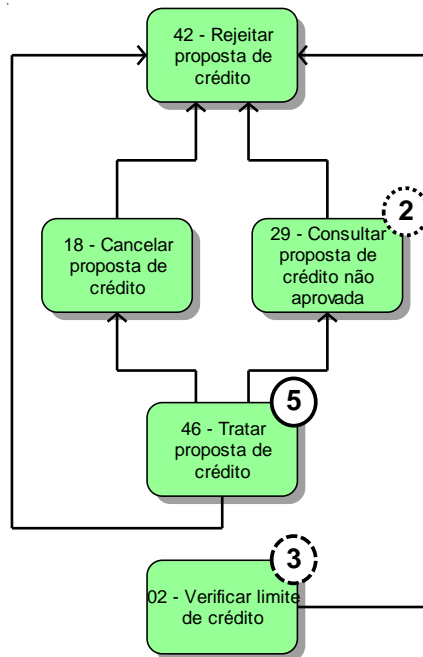 42 - Rejeitar
proposta de
crédito
2
18 - Cancelar
proposta de
crédito
29 - Consultar
proposta de
crédito não
aprovada
5
46 - Tratar
proposta de
crédito
3
02 - Verificar limite
de crédito